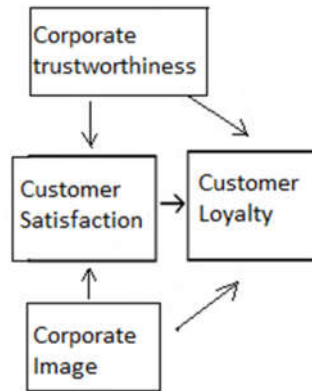 Corporate
trustworthiness
Customer
Satisfaction
Customer
Loyalty
Corporate
Image